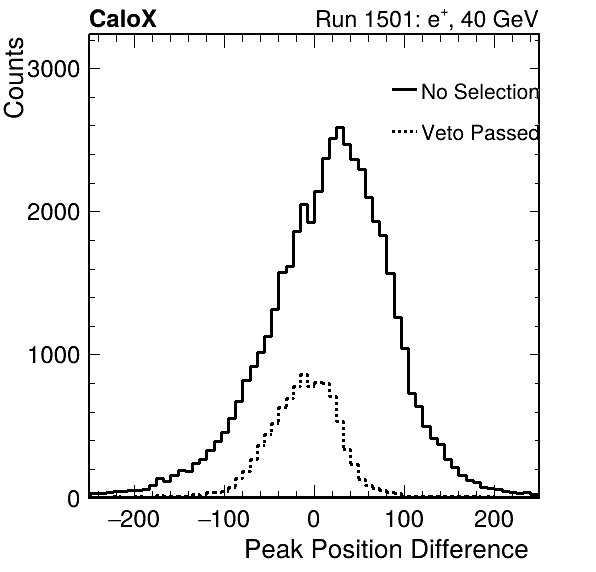 CaloX Run 1501: e⁺, 40 GeV
Counts
3000
2000
1000
0
No Selection
Veto Passed
−200 −100 0 100 200
Peak Position Difference